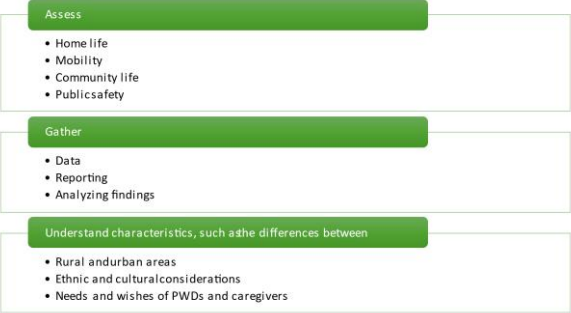 Assess
• Home life
• Mobility
• Community life
• Publicsafety
Gather
• Data
• Reporting
• Analyzing findings
Understand characteristics, such asthe differences between
• Rural andurban areas
• Ethnic and culturalconsiderations
• Needs and wishes of PWDs and caregivers